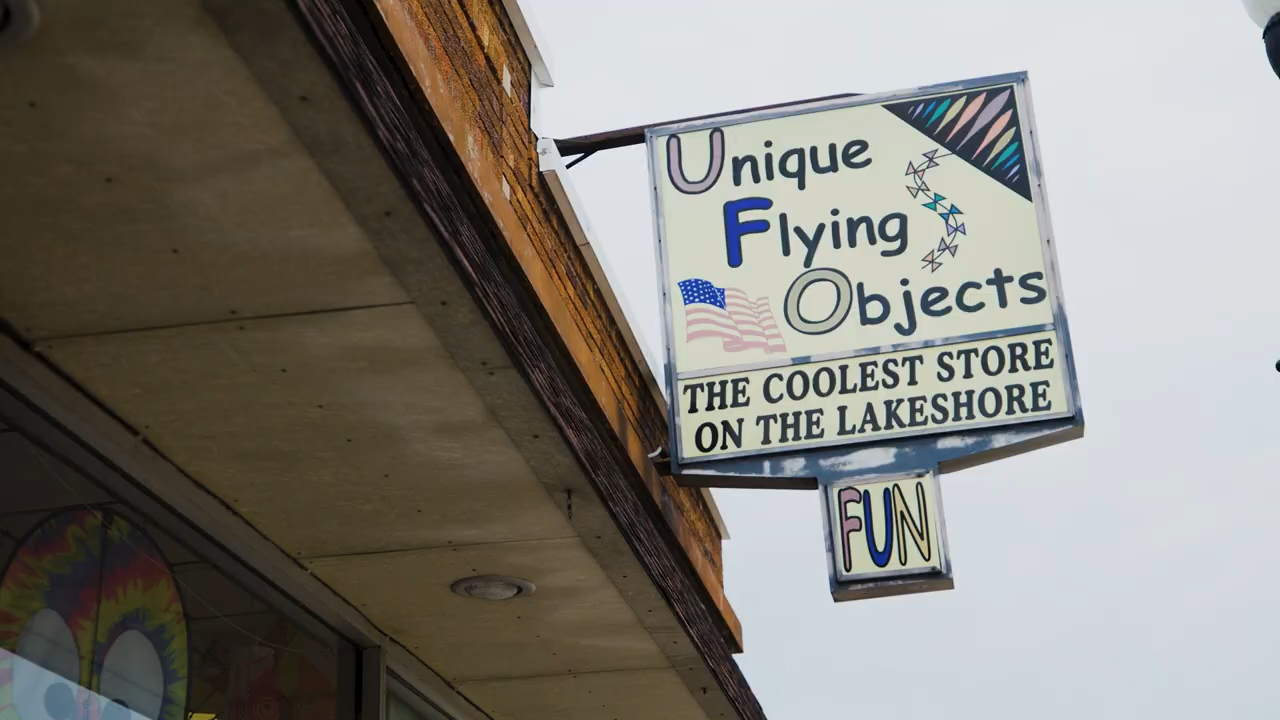 Unique
Flying
Objects
THE COOLEST STORE
ON THE LAKESHORE
FUN